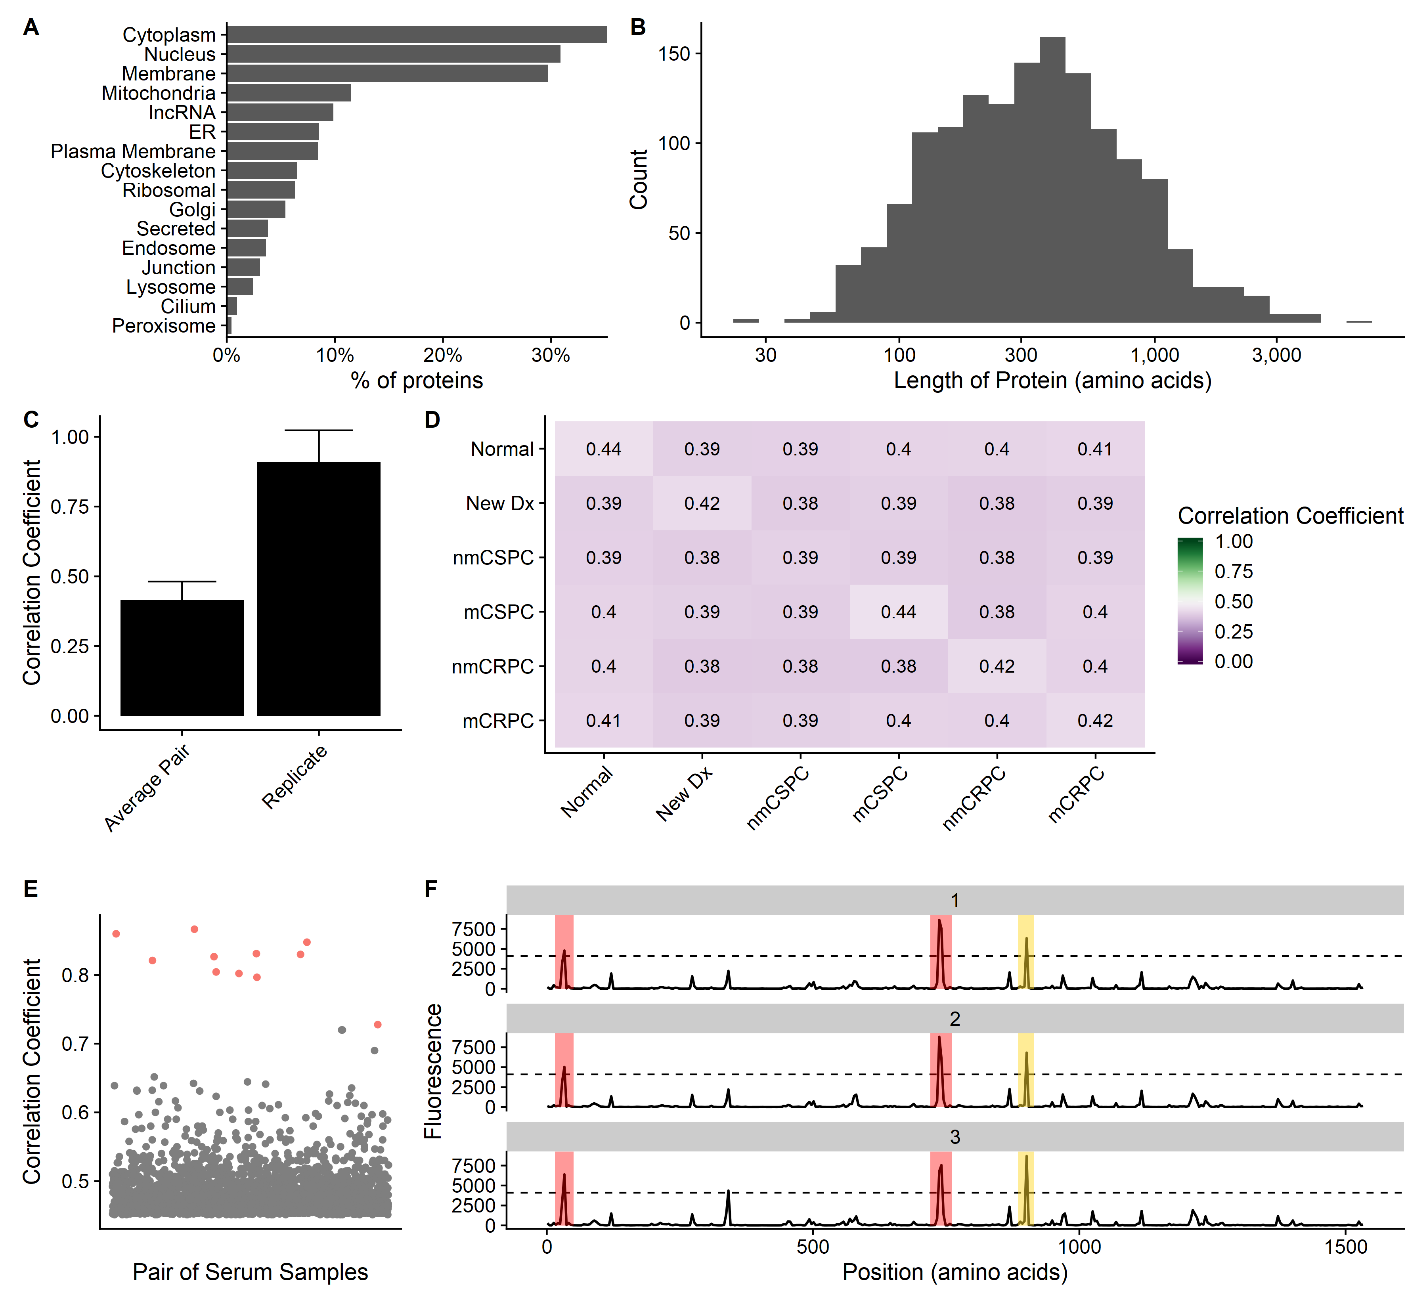 A
Cytoplasm
Nucleus
Membrane
Mitochondria
lncRNA
ER
Plasma Membrane
Cytoskeleton
Ribosomal
Golgi
Secreted
Endosome
Junction
Lysosome
Cilium
Peroxisome
0% 10% 20% 30%
% of proteins
B
Count
150
100
50
0
30 100 300 1,000 3,000
Length of Protein (amino acids)
C
Correlation Coefficient
1.00
0.75
0.50
0.25
0.00
Average Pair
Replicate
D
Normal 0.44 0.39 0.39 0.4 0.4 0.41
New Dx 0.39 0.42 0.38 0.39 0.38 0.39
nmCSPC 0.39 0.38 0.39 0.39 0.38 0.39
mCSPC 0.4 0.39 0.39 0.44 0.38 0.4
nmCRPC 0.4 0.38 0.38 0.38 0.42 0.4
mCRPC 0.41 0.39 0.39 0.4 0.4 0.42
Normal
New Dx
nmCSPC
mCSPC
nmCRPC
mCRPC
Correlation Coefficient
1.00
0.75
0.50
0.25
0.00
E
Correlation Coefficient
0.8
0.7
0.6
0.5
Pair of Serum Samples
F
Fluorescence
1
7500
5000
2500
0
2
7500
5000
2500
0
3
7500
5000
2500
0
0 500 1000 1500
Position (amino acids)